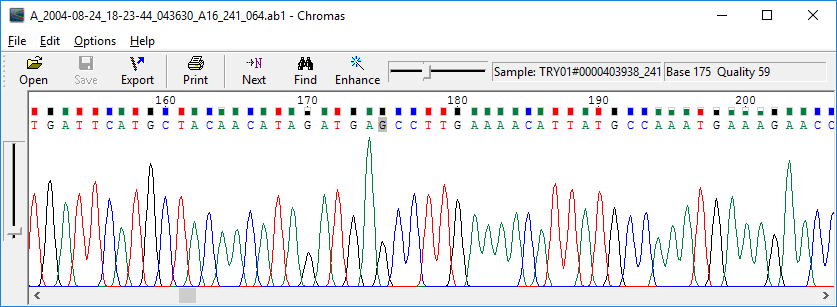 A_2004-08-24_18-23-44_043630_A16_241_064.ab1 - Chromas
File Edit Options Help
Open Save Export Print Next Find Enhance Sample: TRY01#0000403938_241 Base 175 Quality 59
160 170 180 190 200
TGATTCATGCTACAACATAGATGAGCCTTGAAAACATTATGCCAAATGAAAGAACC